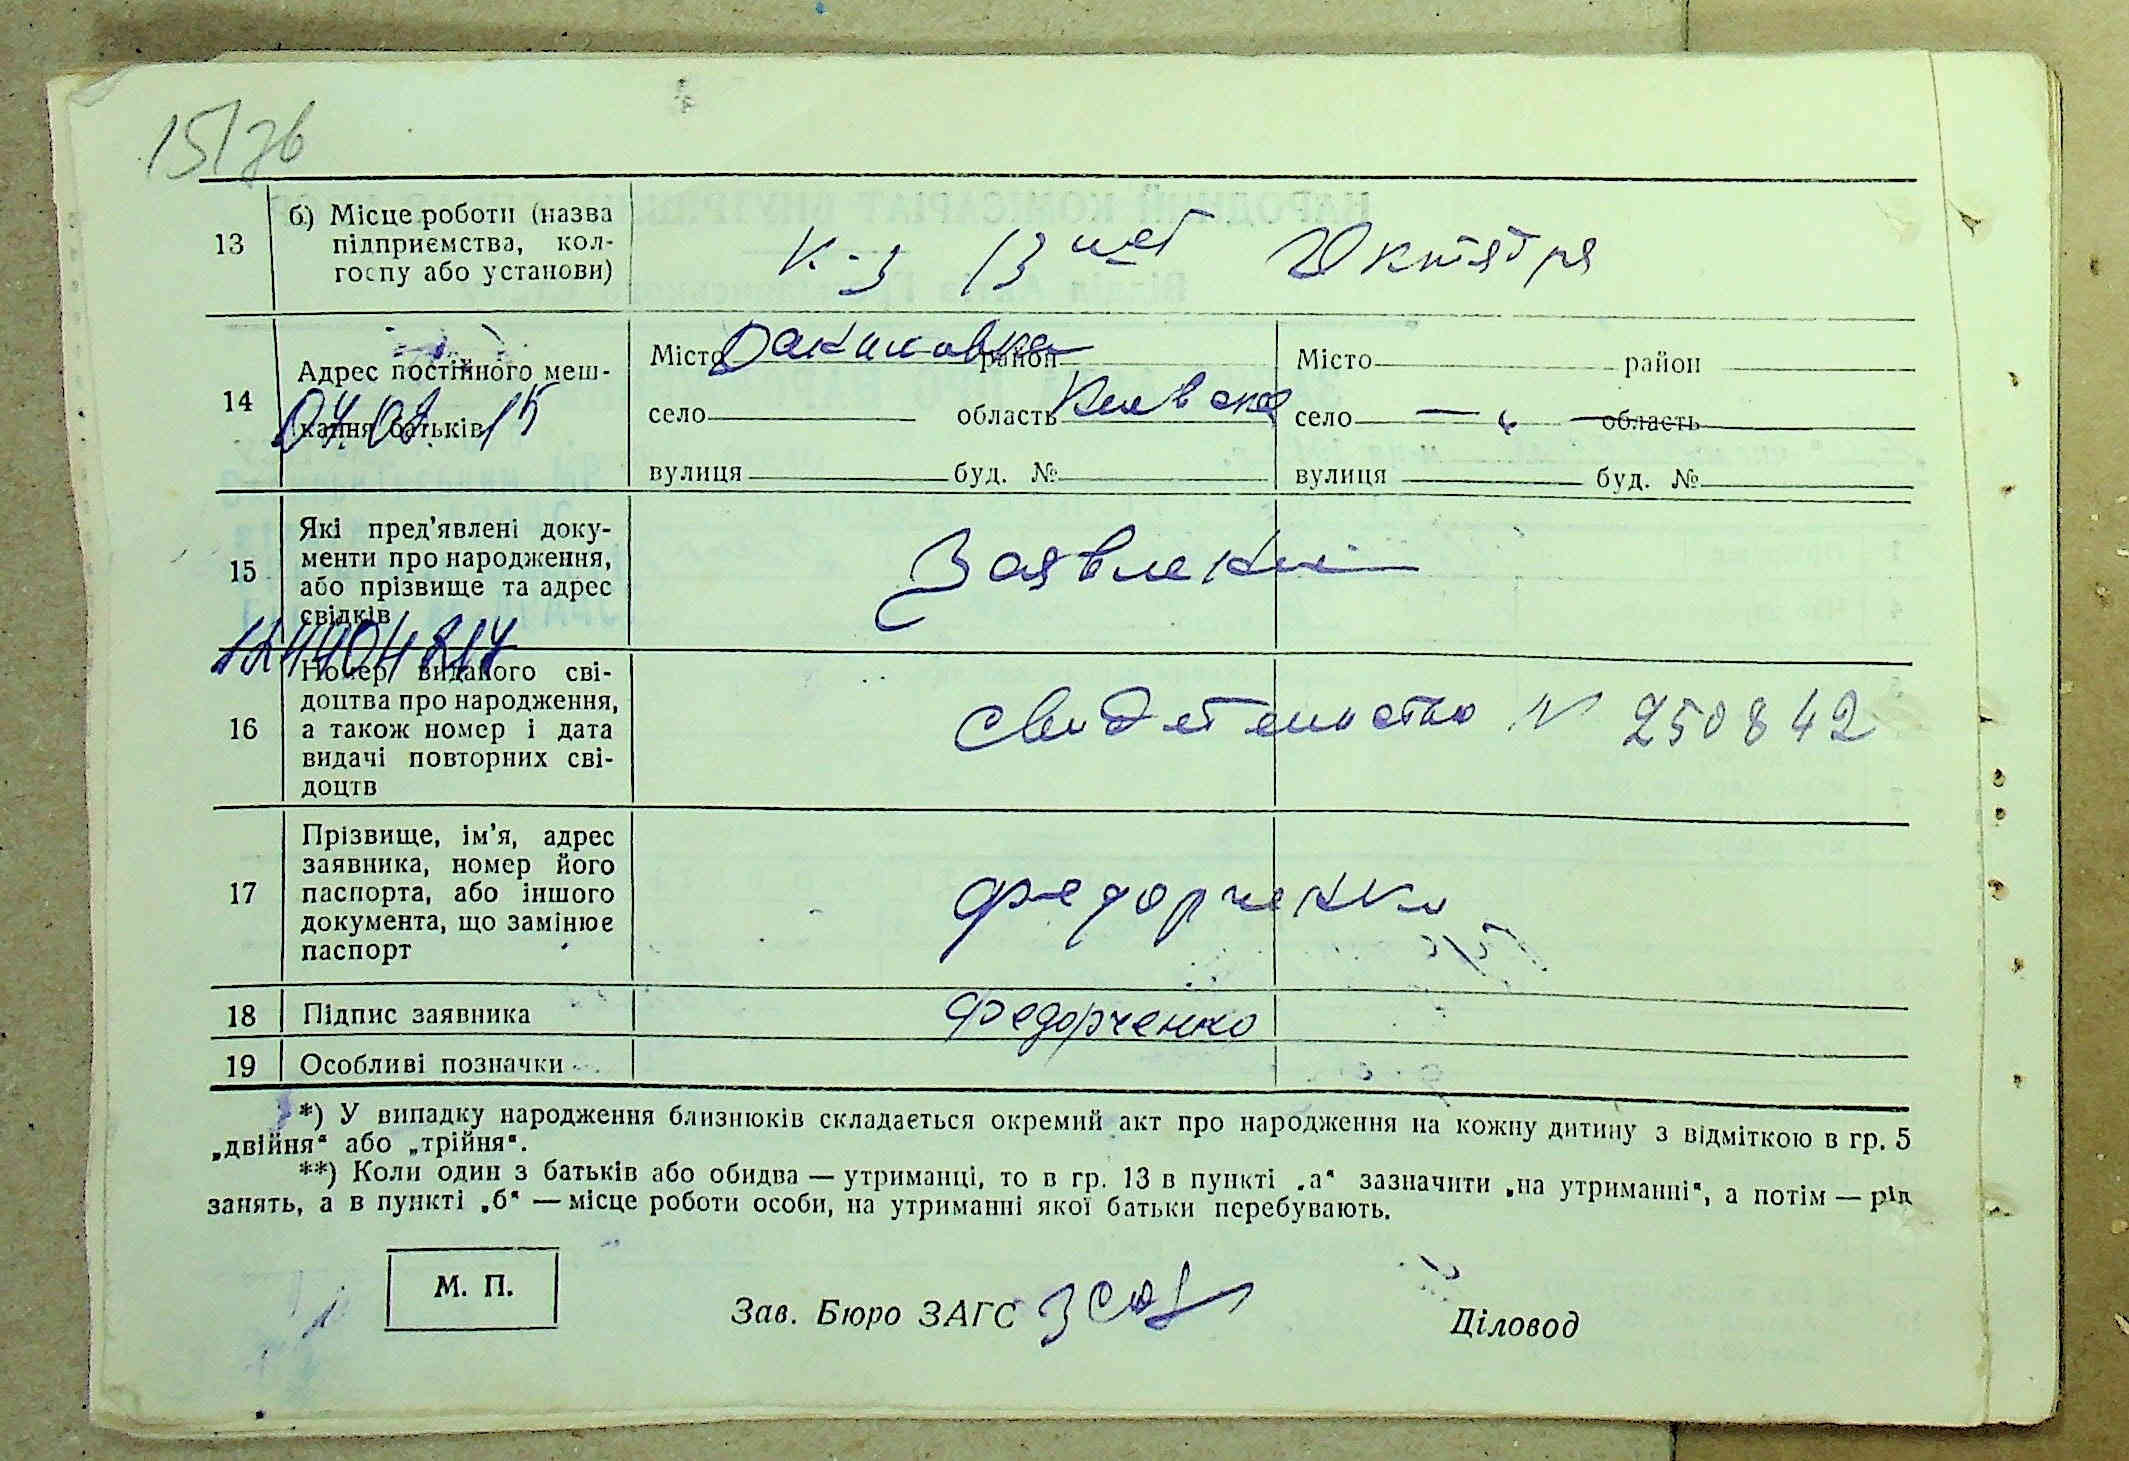 15/зв
13 б) Місце роботи (назва підприємства, кол-
госпу або установи) К-з 13 лет Октября
14 Адрес постійного меш-
кання батьків
04.02.15
Місто район
село область Киевская
вулиця буд. №
Місто район
село — „ — область
вулиця буд. №
15 Які пред’явлені доку-
менти про народження,
або прізвище та адрес
свідків
Заявление
16 Номер виданого сві-
доцтва про народження,
а також номер і дата
видачі повторних сві-
доцтв
Свидетельство N 250842
17 Прізвище, ім’я, адрес
заявника, номер його
паспорта, або іншого
документа, що замінює
паспорт
Федорченко
18 Підпис заявника Федорченко
19 Особливі позначки
*) У випадку народження близнюків складається окремий акт про народження на кожну дитину з відміткою в гр. 5
„двійня“ або „трійня“.
**) Коли один з батьків або обидва — утриманці, то в гр. 13 в пункті „а“ зазначити „на утриманні“, а потім — рід
занять, а в пункті „б“ — місце роботи особи, на утриманні якої батьки перебувають.
М. П.
Зав. Бюро ЗАГС
Діловод